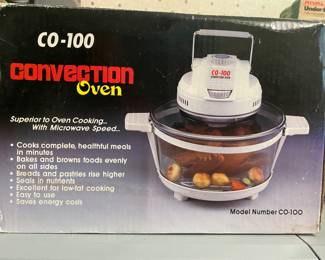 CO-100
CONVECTION
Oven
Superior to Oven Cooking..
With Microwave Speed..
• Cooks complete, healthful meals
in minutes
• Bakes and browns foods evenly
on all sides
• Breads and pastries rise higher
• Seals in nutrients
• Excellent for low-fat cooking
• Easy to use
• Saves energy costs
CO-100
Model Number CO-100
Under